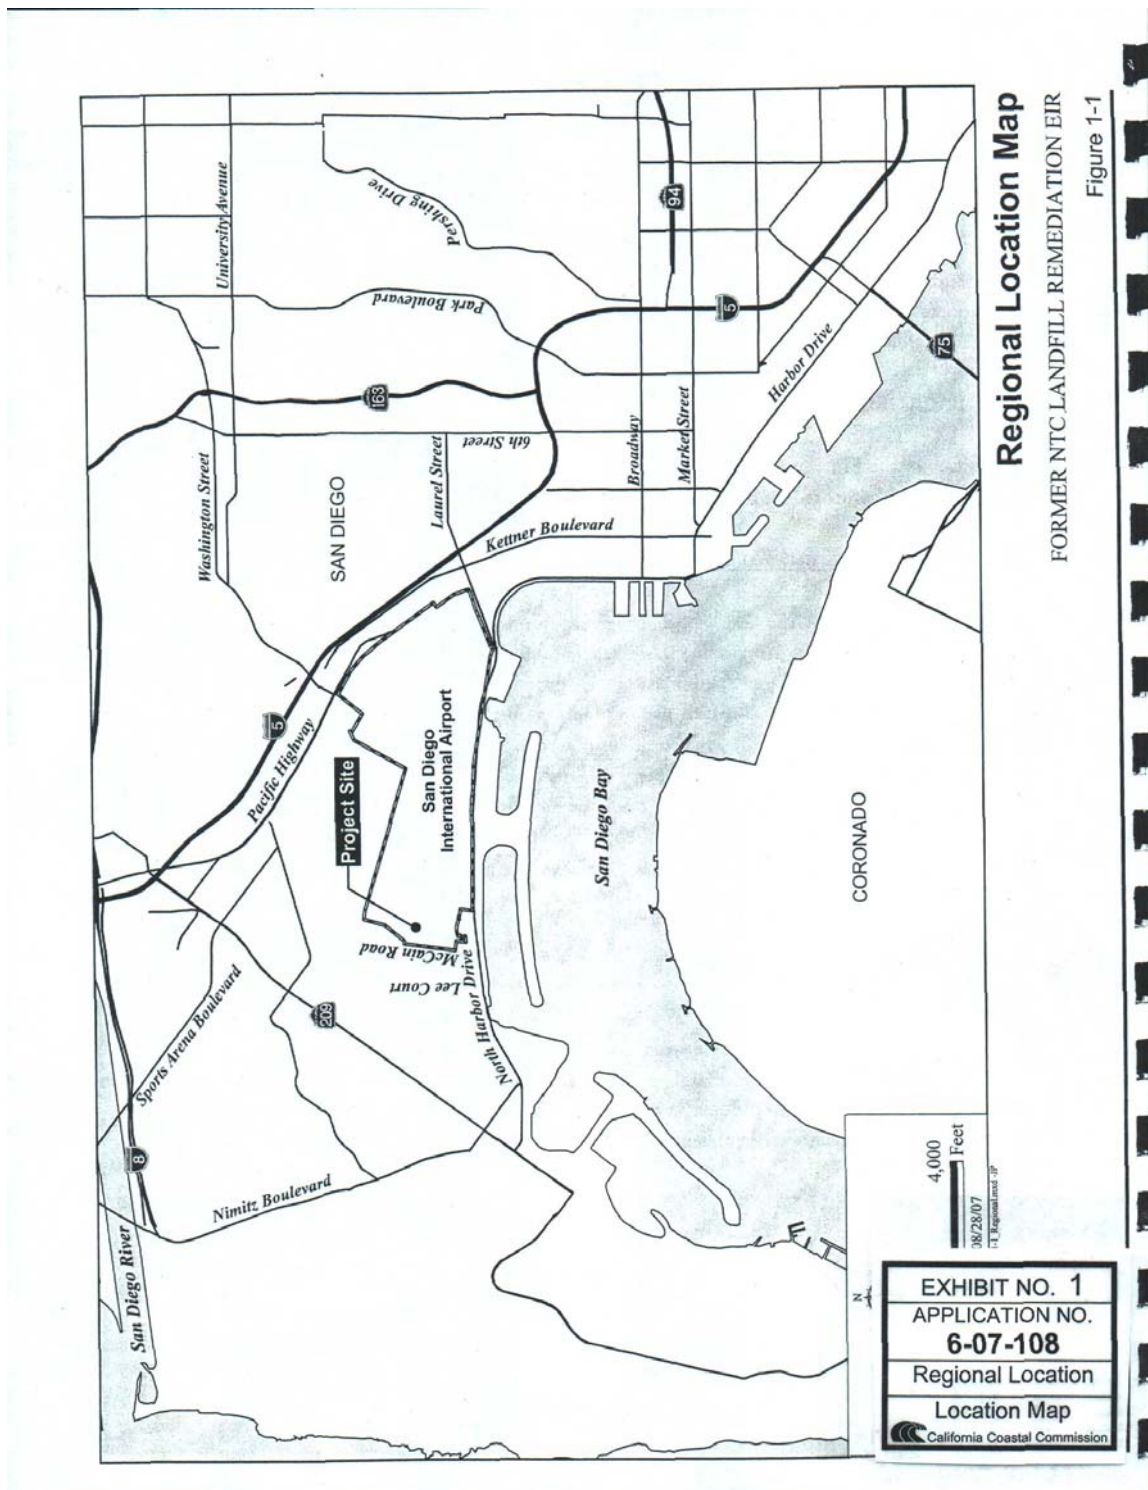 Regional Location Map
FORMER NTC LANDFILL REMEDIATION EIR
Figure 1-1
San Diego River
8
Sports Arena Boulevard
Nimitz Boulevard
209
5
Pacific Highway
Washington Street
University Avenue
SAN DIEGO
163
Park Boulevard
Pershing Drive
Project Site
San Diego
International Airport
McCain Road
Lee Court
North Harbor Drive
Laurel Street
6th Street
Kettner Boulevard
Broadway
Market Street
94
5
Harbor Drive
75
San Diego Bay
CORONADO
N
4,000
Feet
08/28/07
EXHIBIT NO. 1
APPLICATION NO.
6-07-108
Regional Location
Location Map
California Coastal Commission